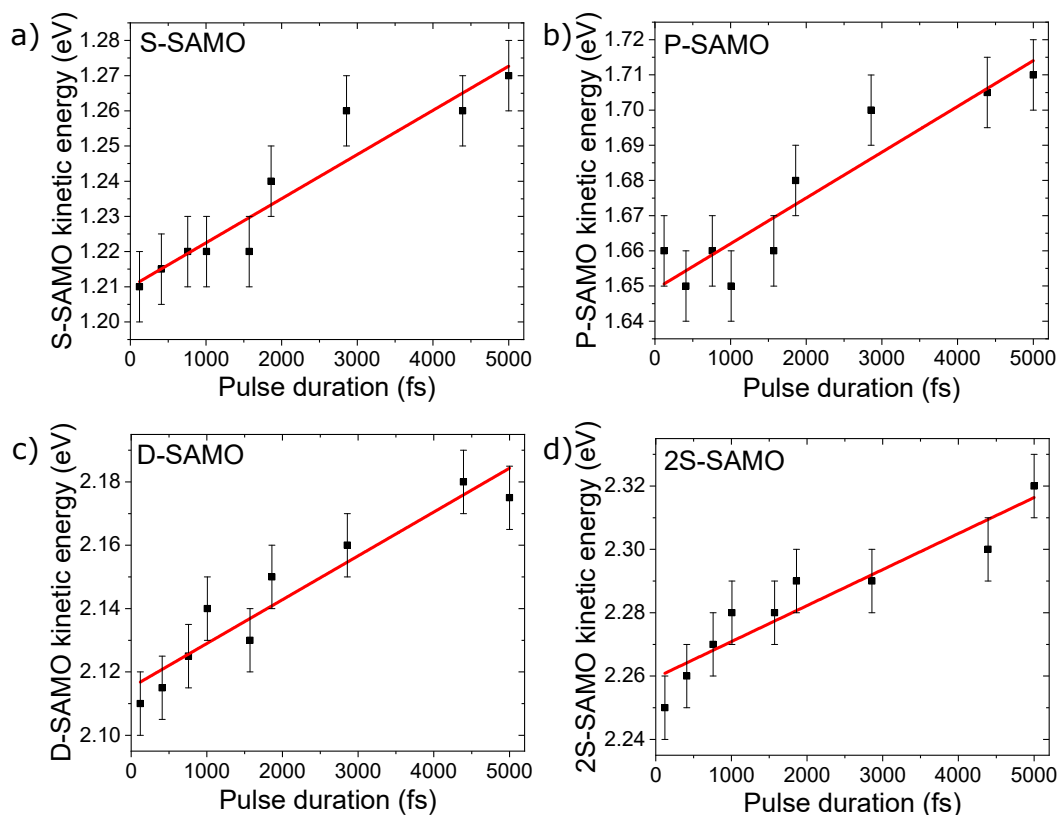 a)
S-SAMO
S-SAMO kinetic energy (eV)
1.28
1.27
1.26
1.25
1.24
1.23
1.22
1.21
1.20
0 1000 2000 3000 4000 5000
Pulse duration (fs)
b)
P-SAMO
P-SAMO kinetic energy (eV)
1.72
1.71
1.70
1.69
1.68
1.67
1.66
1.65
1.64
0 1000 2000 3000 4000 5000
Pulse duration (fs)
c)
D-SAMO
D-SAMO kinetic energy (eV)
2.18
2.16
2.14
2.12
2.10
0 1000 2000 3000 4000 5000
Pulse duration (fs)
d)
2S-SAMO
2S-SAMO kinetic energy (eV)
2.32
2.30
2.28
2.26
2.24
0 1000 2000 3000 4000 5000
Pulse duration (fs)